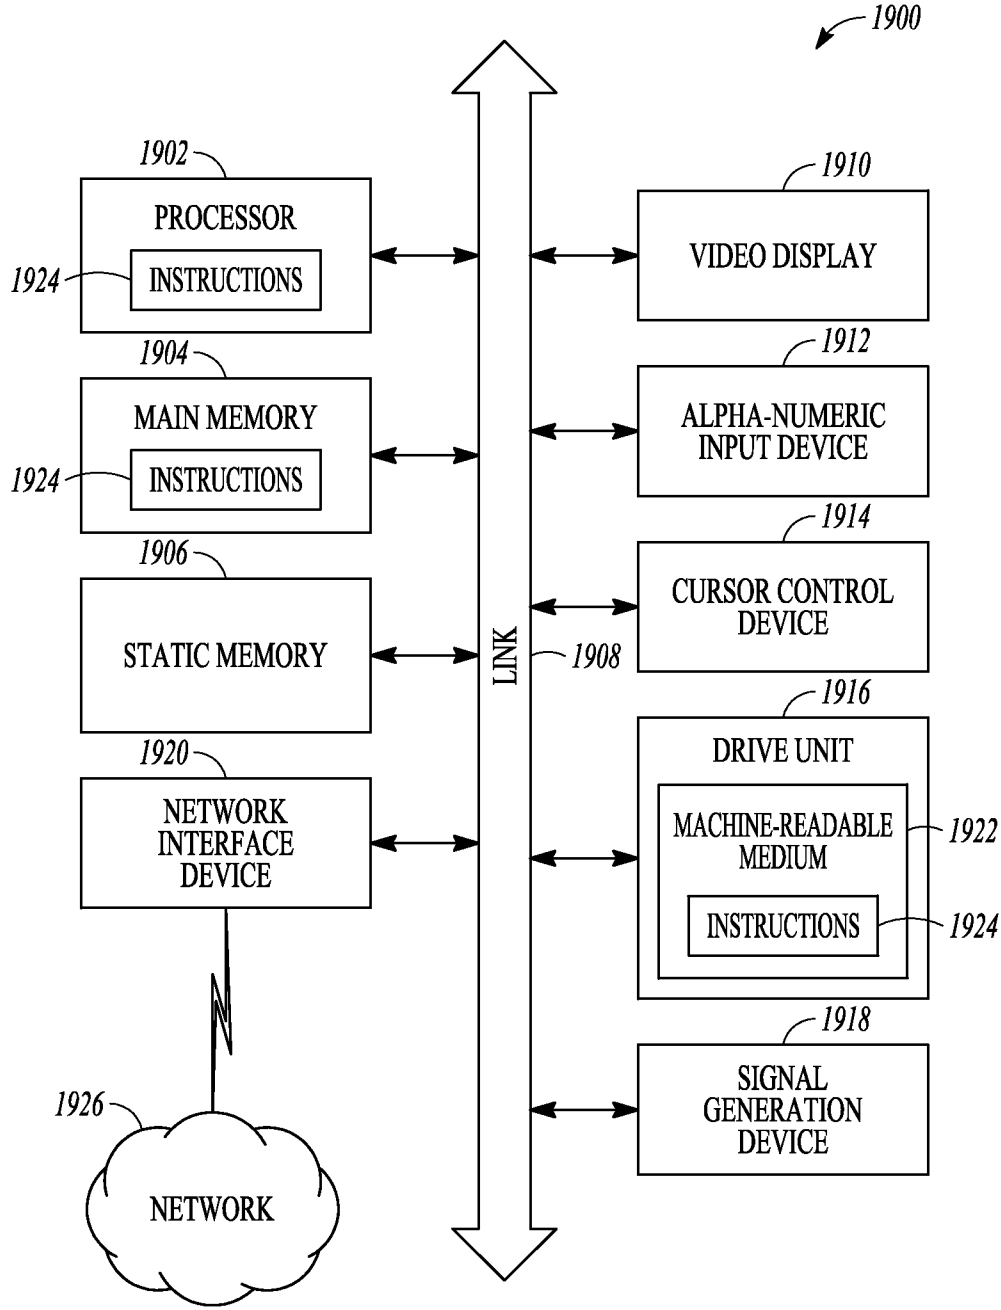 1900
1902
PROCESSOR
1924
INSTRUCTIONS
1904
MAIN MEMORY
1924
INSTRUCTIONS
1906
STATIC MEMORY
1920
NETWORK
INTERFACE
DEVICE
1926
NETWORK
LINK
1908
1910
VIDEO DISPLAY
1912
ALPHA-NUMERIC
INPUT DEVICE
1914
CURSOR CONTROL
DEVICE
1916
DRIVE UNIT
MACHINE-READABLE
MEDIUM
1922
INSTRUCTIONS
1924
1918
SIGNAL
GENERATION
DEVICE